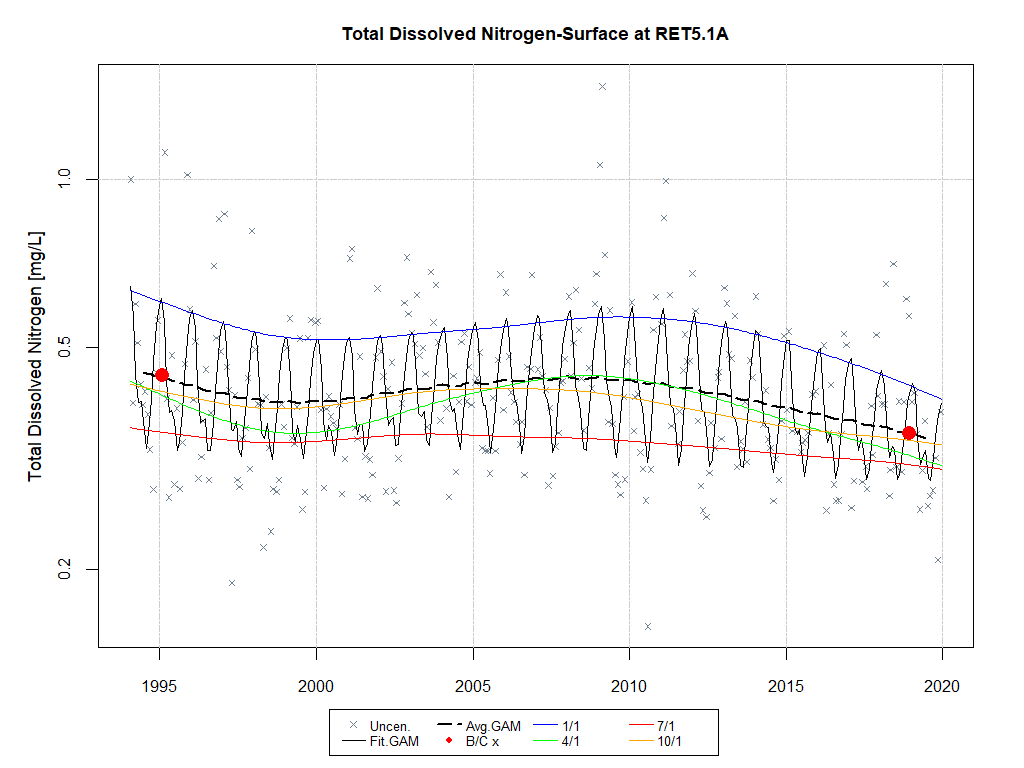 Total Dissolved Nitrogen-Surface at RET5.1A
Total Dissolved Nitrogen [mg/L]
1.0
0.5
0.2
1995 2000 2005 2010 2015 2020
Uncen. Avg.GAM 1/1 7/1
Fit.GAM B/C x 4/1 10/1